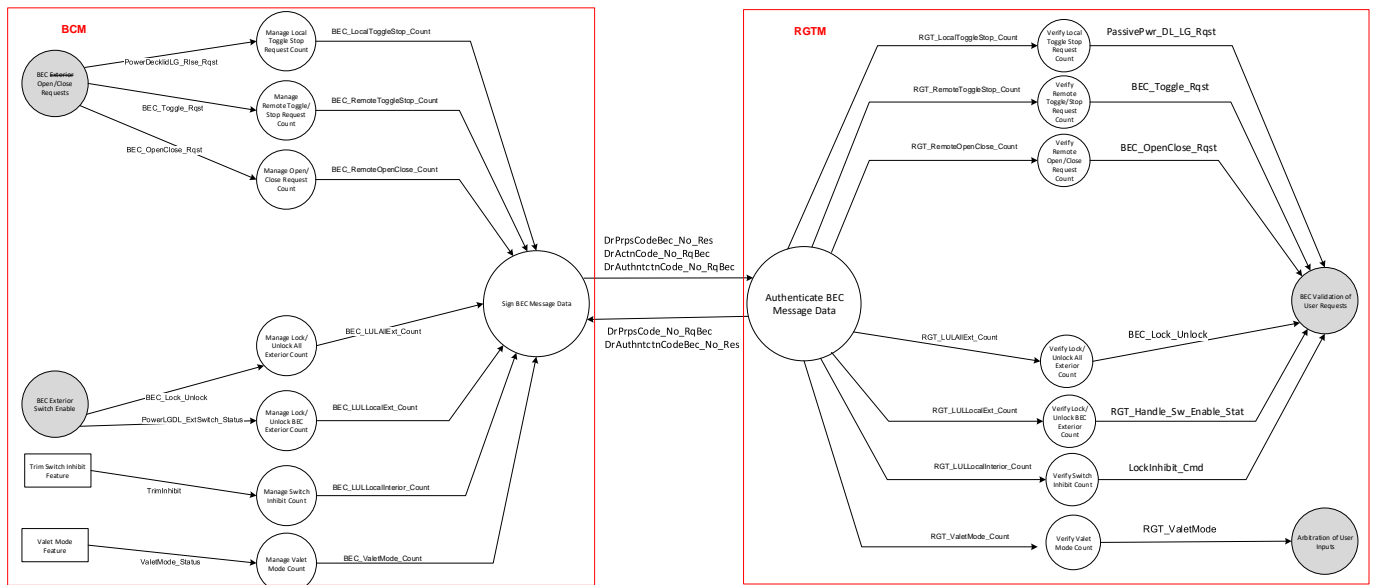 BCM
BEC Exterior
Open/Close
Requests
PowerDecklidLG_Rlse_Rqst
BEC_Toggle_Rqst
BEC_OpenClose_Rqst
Manage Local
Toggle Stop
Request Count
BEC_LocalToggleStop_Count
Manage
Remote Toggle/
Stop Request
Count
BEC_RemoteToggleStop_Count
Manage Open/
Close Request
Count
BEC_RemoteOpenClose_Count
Sign BEC Message Data
BEC Exterior
Switch Enable
BEC_Lock_Unlock
PowerLGDL_ExtSwitch_Status
Manage Lock/
Unlock All
Exterior Count
BEC_LULAllExt_Count
Manage Lock/
Unlock BEC
Exterior Count
BEC_LULLocalExt_Count
Trim Switch Inhibit
Feature
TrimInhibit
Manage Switch
Inhibit Count
BEC_LULLocalInterior_Count
Valet Mode
Feature
ValetMode_Status
Manage Valet
Mode Count
BEC_ValetMode_Count
DrPrpsCodeBec_No_Res
DrActnCode_No_RqBec
DrAuthntctnCode_No_RqBec
DrPrpsCode_No_RqBec
DrAuthntctnCodeBec_No_Res
RGTM
Authenticate BEC
Message Data
RGT_LocalToggleStop_Count
Verify Local
Toggle Stop
Request
Count
PassivePwr_DL_LG_Rqst
RGT_RemoteToggleStop_Count
Verify
Remote
Toggle/Stop
Request
Count
BEC_Toggle_Rqst
RGT_RemoteOpenClose_Count
Verify
Remote
Open/Close
Request
Count
BEC_OpenClose_Rqst
BEC Validation of
User Requests
RGT_LULAllExt_Count
Verify Lock/
Unlock All
Exterior
Count
BEC_Lock_Unlock
RGT_LULLocalExt_Count
Verify Lock/
Unlock BEC
Exterior
Count
RGT_Handle_Sw_Enable_Stat
RGT_LULLocalInterior_Count
Verify Switch
Inhibit Count
LockInhibit_Cmd
RGT_ValetMode_Count
Verify Valet
Mode Count
RGT_ValetMode
Arbitration of User
Inputs